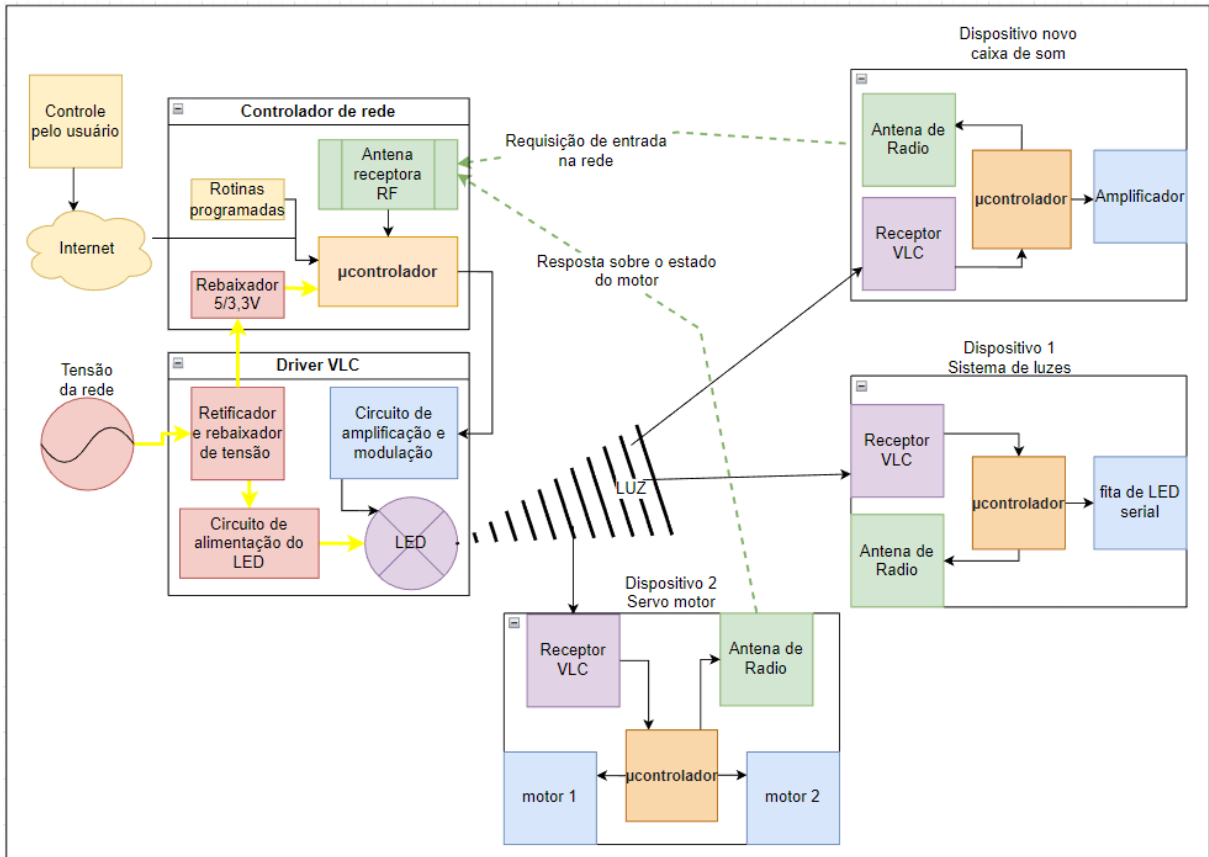 Controle
pelo usuário
Internet
Controlador de rede
Antena
receptora
RF
Rotinas
programadas
µcontrolador
Rebaixador
5/3,3V
Tensão
da rede
Driver VLC
Retificador
e rebaixador
de tensão
Circuito de
amplificação e
modulação
Circuito de
alimentação do
LED
LED
LUZ
Requisição de entrada
na rede
Resposta sobre o estado
do motor
Dispositivo novo
caixa de som
Antena de
Radio
µcontrolador
Amplificador
Receptor
VLC
Dispositivo 1
Sistema de luzes
Receptor
VLC
µcontrolador
fita de LED
serial
Antena de
Radio
Dispositivo 2
Servo motor
Receptor
VLC
Antena de
Radio
µcontrolador
motor 1
motor 2